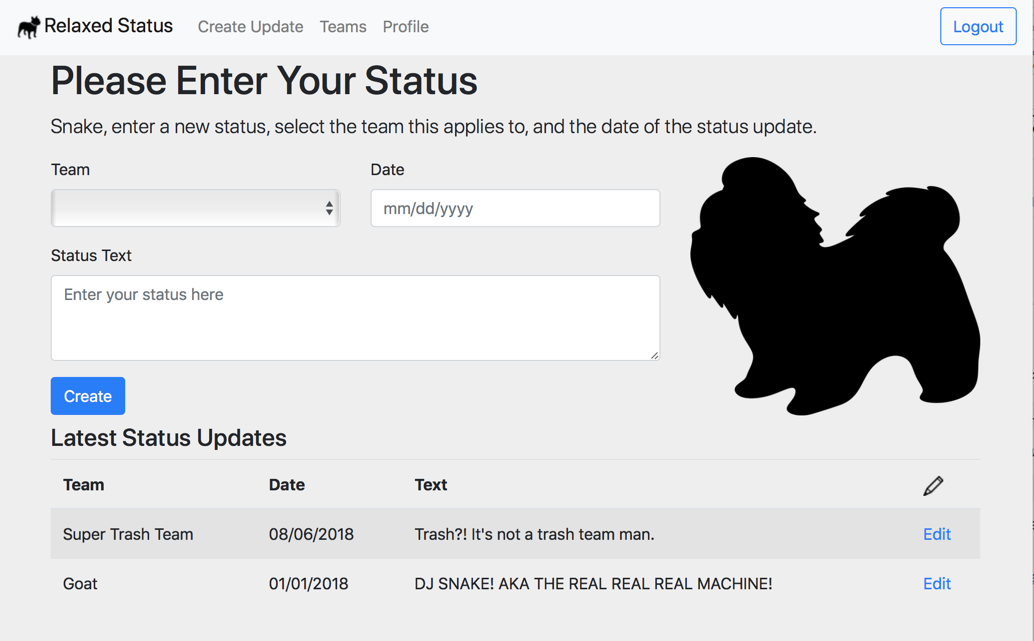 Relaxed Status Create Update Teams Profile Logout
Please Enter Your Status
Snake, enter a new status, select the team this applies to, and the date of the status update.
Team Date
mm/dd/yyyy
Status Text
Enter your status here
Create
Latest Status Updates
Team Date Text
Super Trash Team 08/06/2018 Trash?! It's not a trash team man. Edit
Goat 01/01/2018 DJ SNAKE! AKA THE REAL REAL REAL MACHINE! Edit